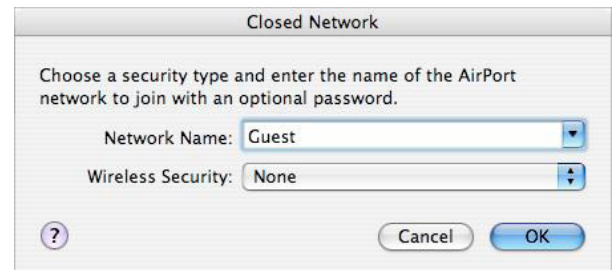 Closed Network
Choose a security type and enter the name of the AirPort
network to join with an optional password.
Network Name: Guest
Wireless Security: None
? Cancel OK